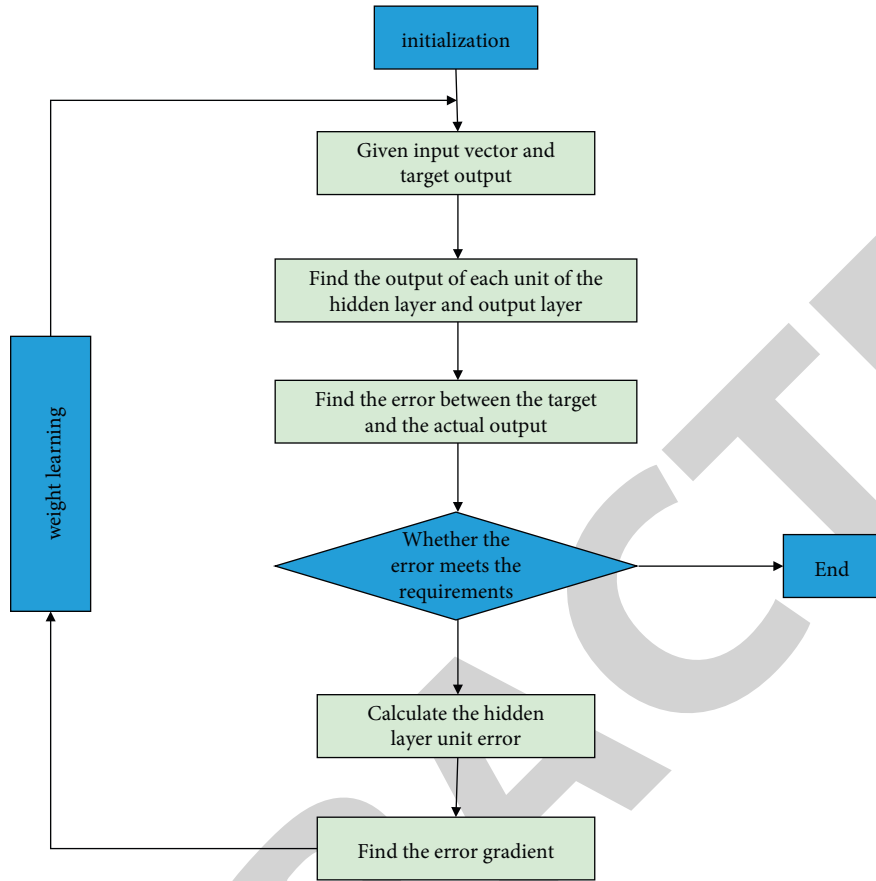 initialization
Given input vector and
target output
Find the output of each unit of the
hidden layer and output layer
Find the error between the target
and the actual output
weight learning
Whether the
error meets the
requirements
End
Calculate the hidden
layer unit error
Find the error gradient
ACT